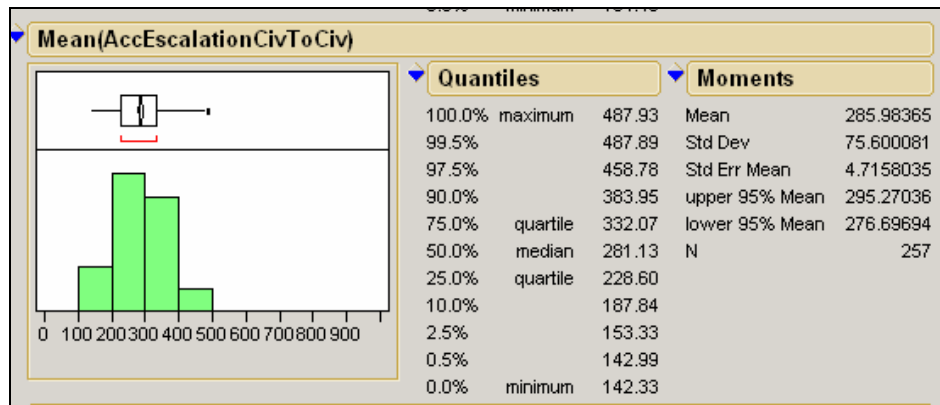 Mean(AccEscalationCivToCiv)
Quantiles
100.0% maximum 487.93
99.5% 487.89
97.5% 458.78
90.0% 383.95
75.0% quartile 332.07
50.0% median 281.13
25.0% quartile 228.60
10.0% 187.84
2.5% 153.33
0.5% 142.99
0.0% minimum 142.33
Moments
Mean 285.98365
Std Dev 75.600081
Std Err Mean 4.7158035
upper 95% Mean 295.27036
lower 95% Mean 276.69694
N 257
0 100 200 300 400 500 600 700 800 900